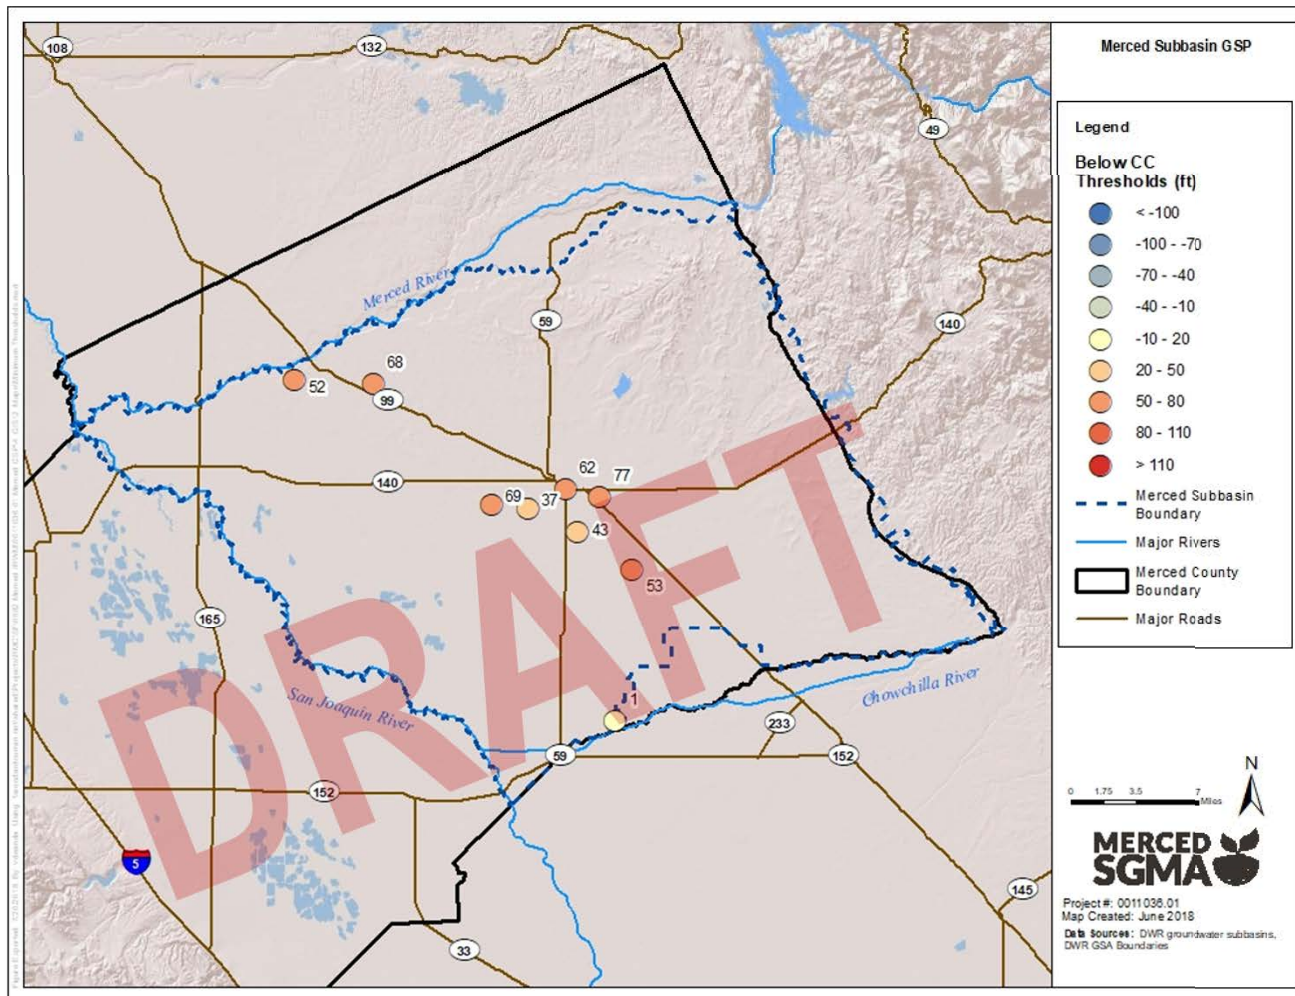 108
132
49
Merced River
59
140
68
52
99
62
77
140
69
37
43
53
165
1
San Joaquin River
Chowchilla River
233
59
152
152
5
145
33
DRAFT
Merced Subbasin GSP
Legend
Below CC
Thresholds (ft)
< -100
-100 - -70
-70 - -40
-40 - -10
-10 - 20
20 - 50
50 - 80
80 - 110
> 110
Merced Subbasin
Boundary
Major Rivers
Merced County
Boundary
Major Roads
N
0 1.75 3.5 7
Miles
MERCED
SGMA
Project #: 0011036.01
Map Created: June 2018
Data Sources: DWR groundwater subbasins,
DWR GSA Boundaries